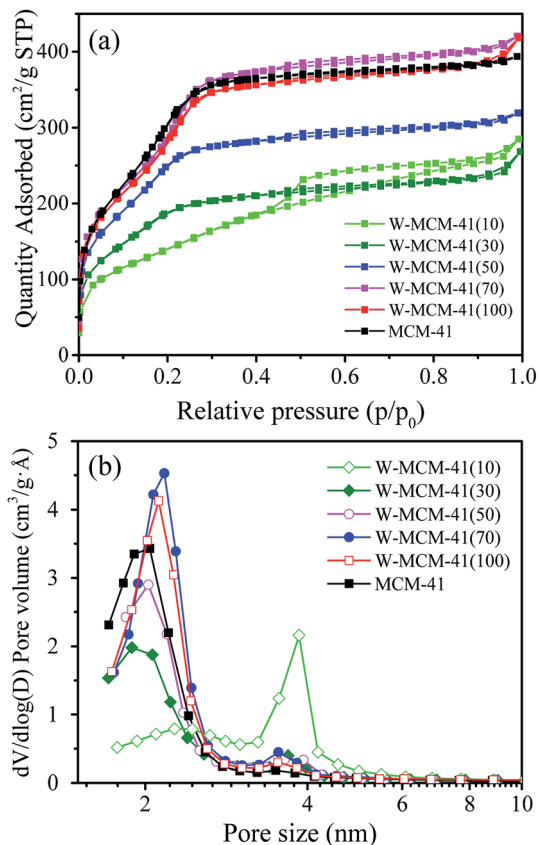 (a)
Quantity Adsorbed (cm²/g STP)
400
300
200
100
0
W-MCM-41(10)
W-MCM-41(30)
W-MCM-41(50)
W-MCM-41(70)
W-MCM-41(100)
MCM-41
0.0 0.2 0.4 0.6 0.8 1.0
Relative pressure (p/p₀)
(b)
dV/dlog(D) Pore volume (cm³/g·Å)
5
4
3
2
1
0
W-MCM-41(10)
W-MCM-41(30)
W-MCM-41(50)
W-MCM-41(70)
W-MCM-41(100)
MCM-41
2 4 6 8 10
Pore size (nm)